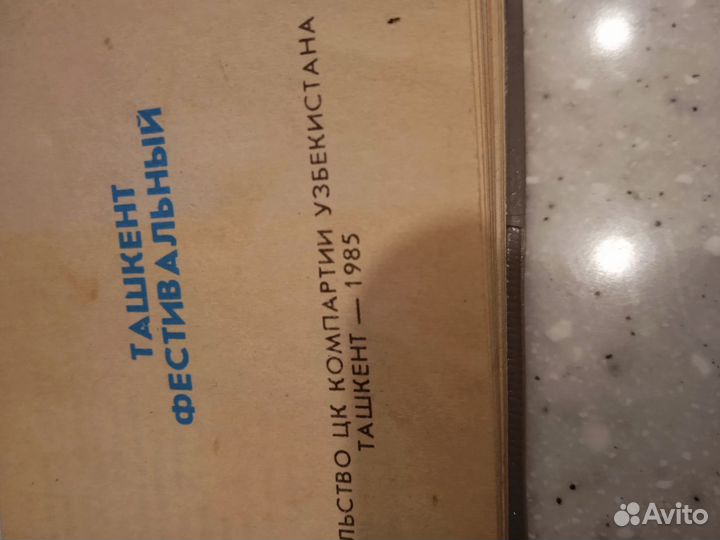 ТАШКЕНТ
ФЕСТИВАЛЬНЫЙ
ЛЬСТВО ЦК КОМПАРТИИ УЗБЕКИСТАНА
ТАШКЕНТ — 1985
Avito